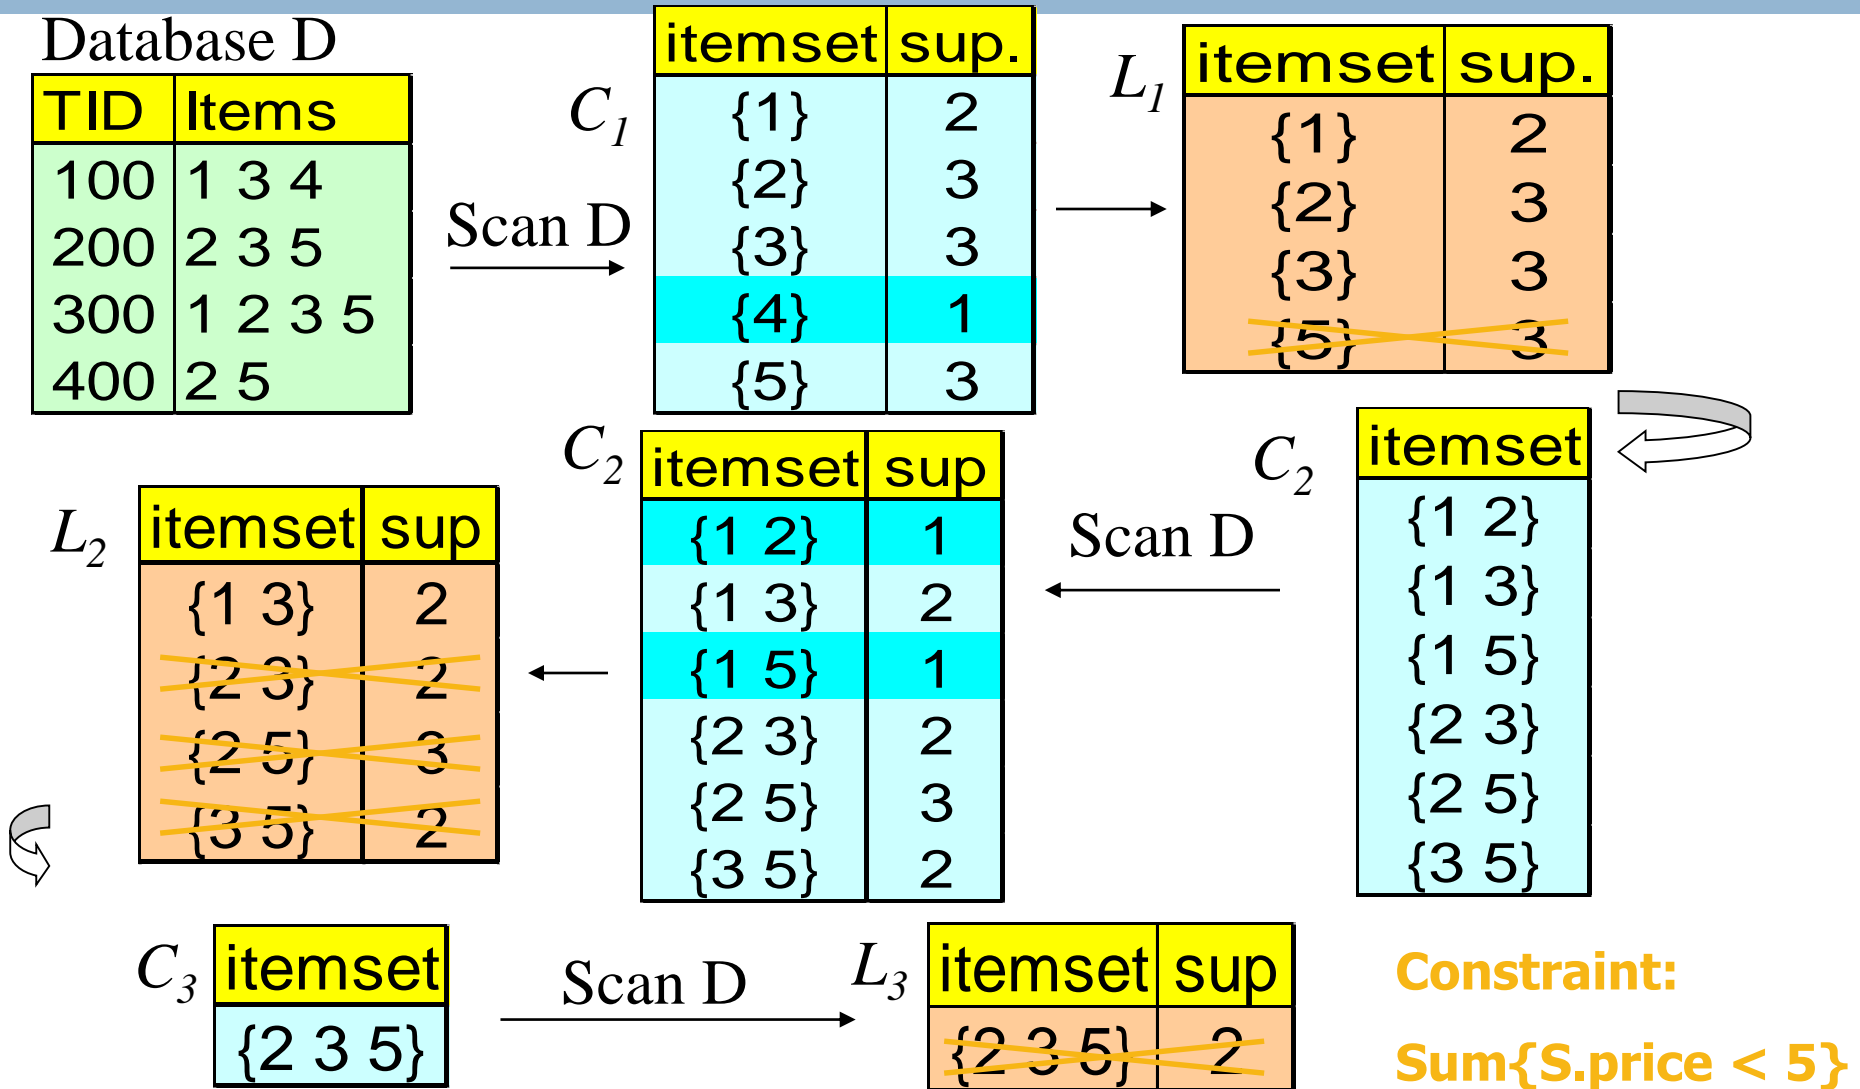 Database D
TID Items
100 1 3 4
200 2 3 5
300 1 2 3 5
400 2 5
Scan D
C1
itemset sup.
{1} 2
{2} 3
{3} 3
{4} 1
{5} 3
L1
itemset sup.
{1} 2
{2} 3
{3} 3
{5} 3
C2
itemset
{1 2}
{1 3}
{1 5}
{2 3}
{2 5}
{3 5}
Scan D
C2
itemset sup
{1 2} 1
{1 3} 2
{1 5} 1
{2 3} 2
{2 5} 3
{3 5} 2
L2
itemset sup
{1 3} 2
{2 3} 2
{2 5} 3
{3 5} 2
C3
itemset
{2 3 5}
Scan D
L3
itemset sup
{2 3 5} 2
Constraint:
Sum{S.price < 5}